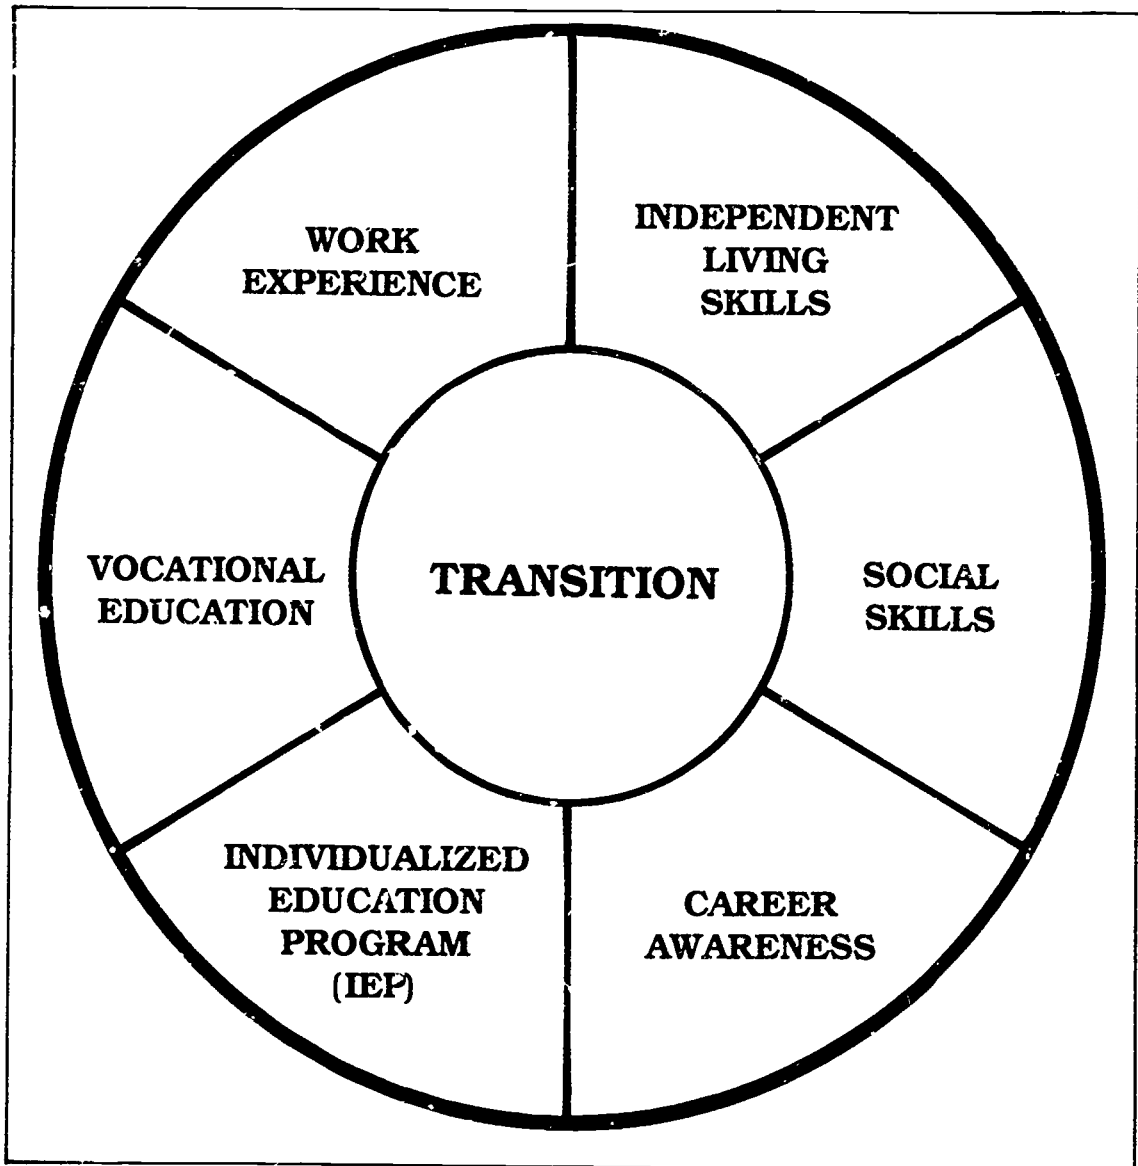 WORK
EXPERIENCE
INDEPENDENT
LIVING
SKILLS
VOCATIONAL
EDUCATION
TRANSITION
SOCIAL
SKILLS
INDIVIDUALIZED
EDUCATION
PROGRAM
(IEP)
CAREER
AWARENESS